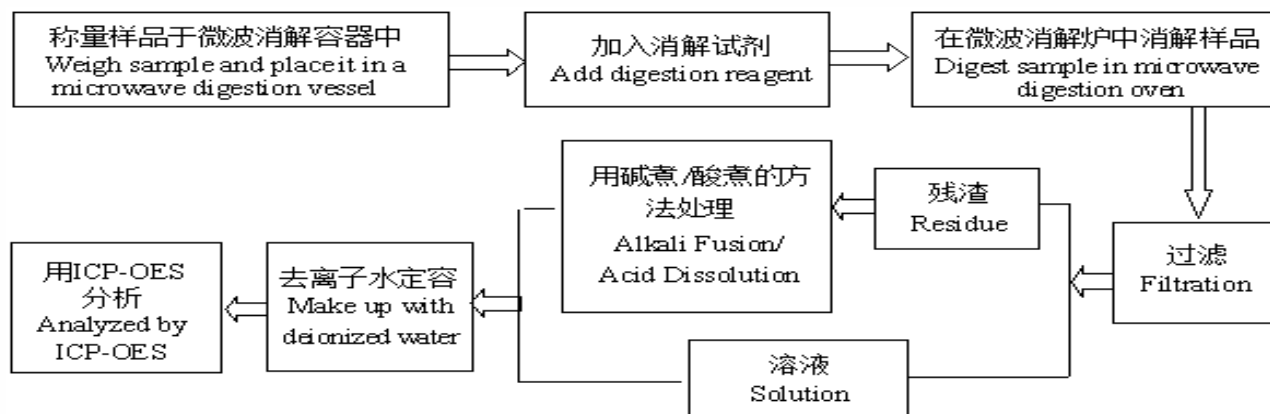 称量样品于微波消解容器中
Weigh sample and place it in a
microwave digestion vessel
加入消解试剂
Add digestion reagent
在微波消解炉中消解样品
Digest sample in microwave
digestion oven
过滤
Filtration
残渣
Residue
溶液
Solution
用碱煮/酸煮的方
法处理
Alkali Fusion/
Acid Dissolution
去离子水定容
Make up with
deionized water
用ICP-OES
分析
Analyzed by
ICP-OES